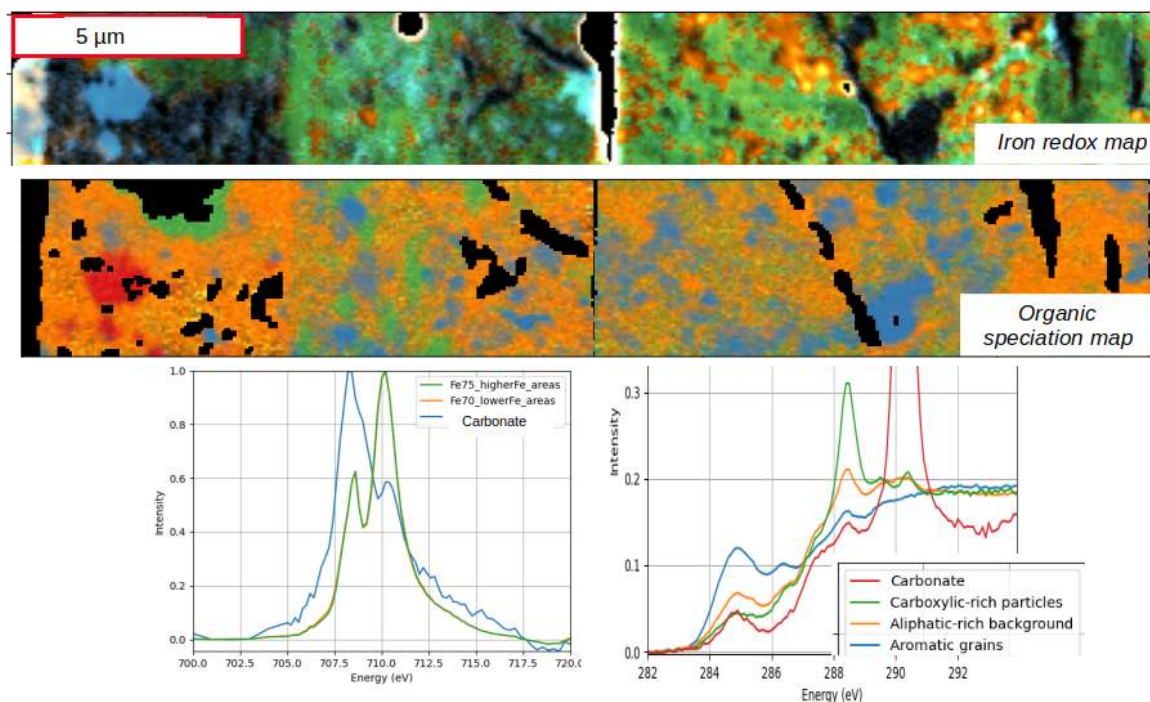 5 µm
Iron redox map
Organic
speciation map
1.0
0.8
0.6
0.4
0.2
0.0
Intensity
Fe75_higherFe_areas
Fe70_lowerFe_areas
Carbonate
700.0 702.5 705.0 707.5 710.0 712.5 715.0 717.5 720.0
Energy (eV)
0.3
0.2
0.1
0.0
Intensity
Carbonate
Carboxylic-rich particles
Aliphatic-rich background
Aromatic grains
282 284 286 288 290 292
Energy (eV)